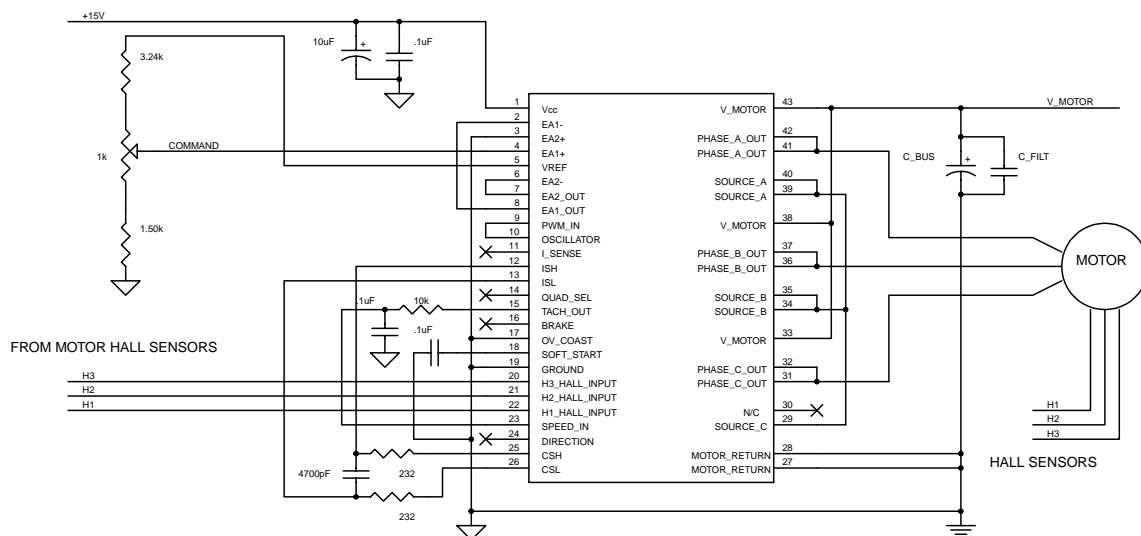 +15V
3.24k
1k
COMMAND
1.50k
10uF
+
.1uF
1 Vcc
2 EA1-
3 EA2+
4 EA1+
5 VREF
6 EA2-
7 EA2_OUT
8 EA1_OUT
9 PWM_IN
10 OSCILLATOR
11 I_SENSE
12 ISH
13 ISL
14 QUAD_SEL
15 TACH_OUT
16 BRAKE
17 OV_COAST
18 SOFT_START
19 GROUND
20 H3_HALL_INPUT
21 H2_HALL_INPUT
22 H1_HALL_INPUT
23 SPEED_IN
24 DIRECTION
25 CSH
26 CSL
.1uF
10k
.1uF
FROM MOTOR HALL SENSORS
H3
H2
H1
4700pF
232
232
V_MOTOR 43
PHASE_A_OUT 42
PHASE_A_OUT 41
SOURCE_A 40
SOURCE_A 39
V_MOTOR 38
PHASE_B_OUT 37
PHASE_B_OUT 36
SOURCE_B 35
SOURCE_B 34
V_MOTOR 33
PHASE_C_OUT 32
PHASE_C_OUT 31
N/C 30
SOURCE_C 29
MOTOR_RETURN 28
MOTOR_RETURN 27
V_MOTOR
C_BUS
+
C_FILT
MOTOR
H1
H2
H3
HALL SENSORS